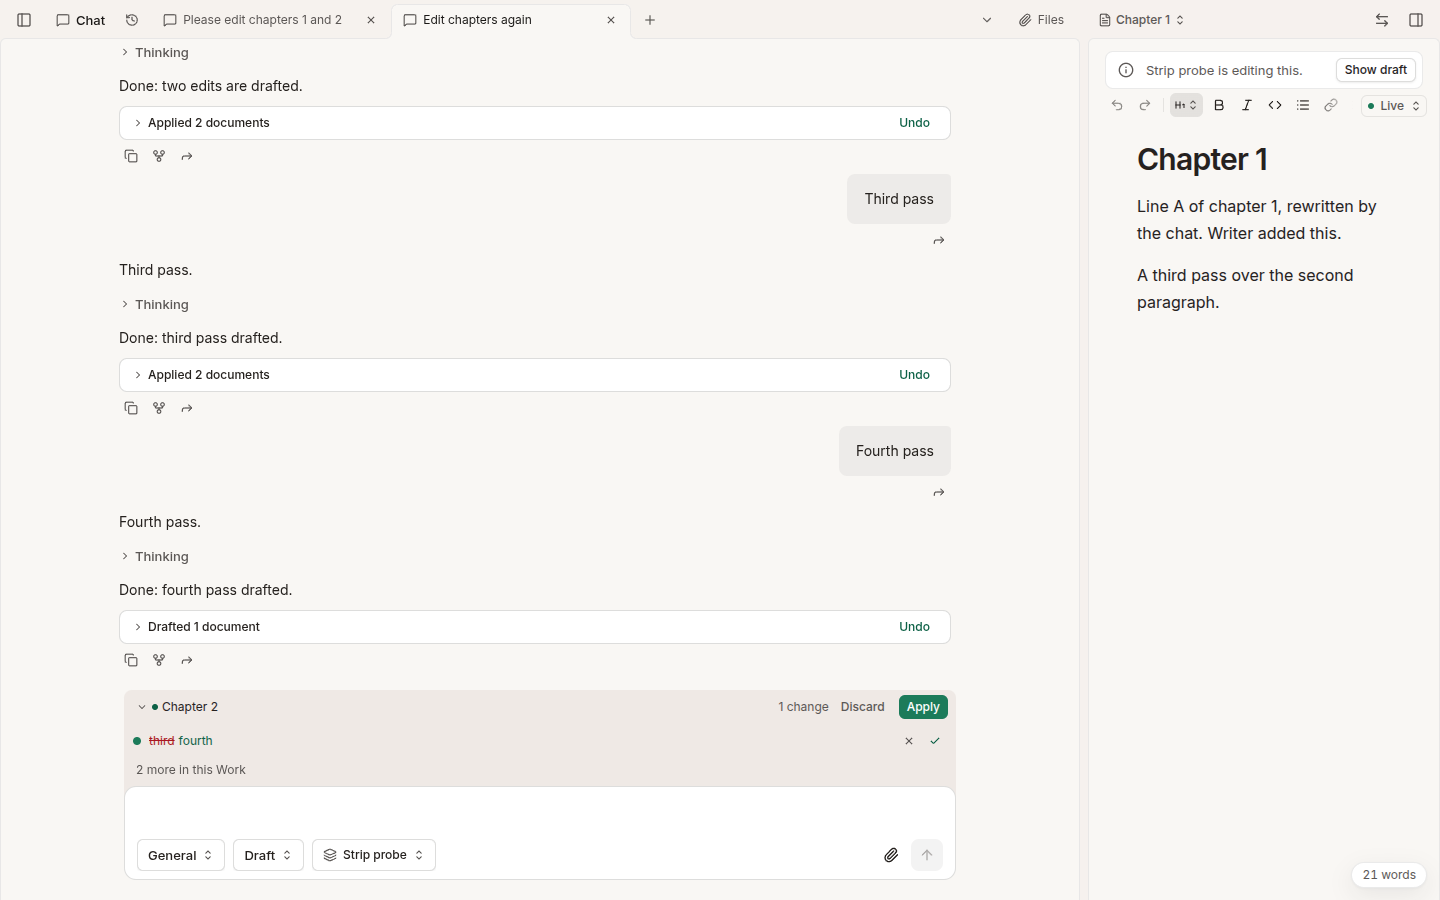 Chat
Please edit chapters 1 and 2
Edit chapters again
Files
Chapter 1
Thinking
Done: two edits are drafted.
Applied 2 documents
Undo
Third pass
Third pass.
Thinking
Done: third pass drafted.
Applied 2 documents
Undo
Fourth pass
Fourth pass.
Thinking
Done: fourth pass drafted.
Drafted 1 document
Undo
Chapter 2
1 change
Discard
Apply
third fourth
2 more in this Work
General
Draft
Strip probe
Strip probe is editing this.
Show draft
H1
B
I
Live
Chapter 1
Line A of chapter 1, rewritten by
the chat. Writer added this.
A third pass over the second
paragraph.
21 words